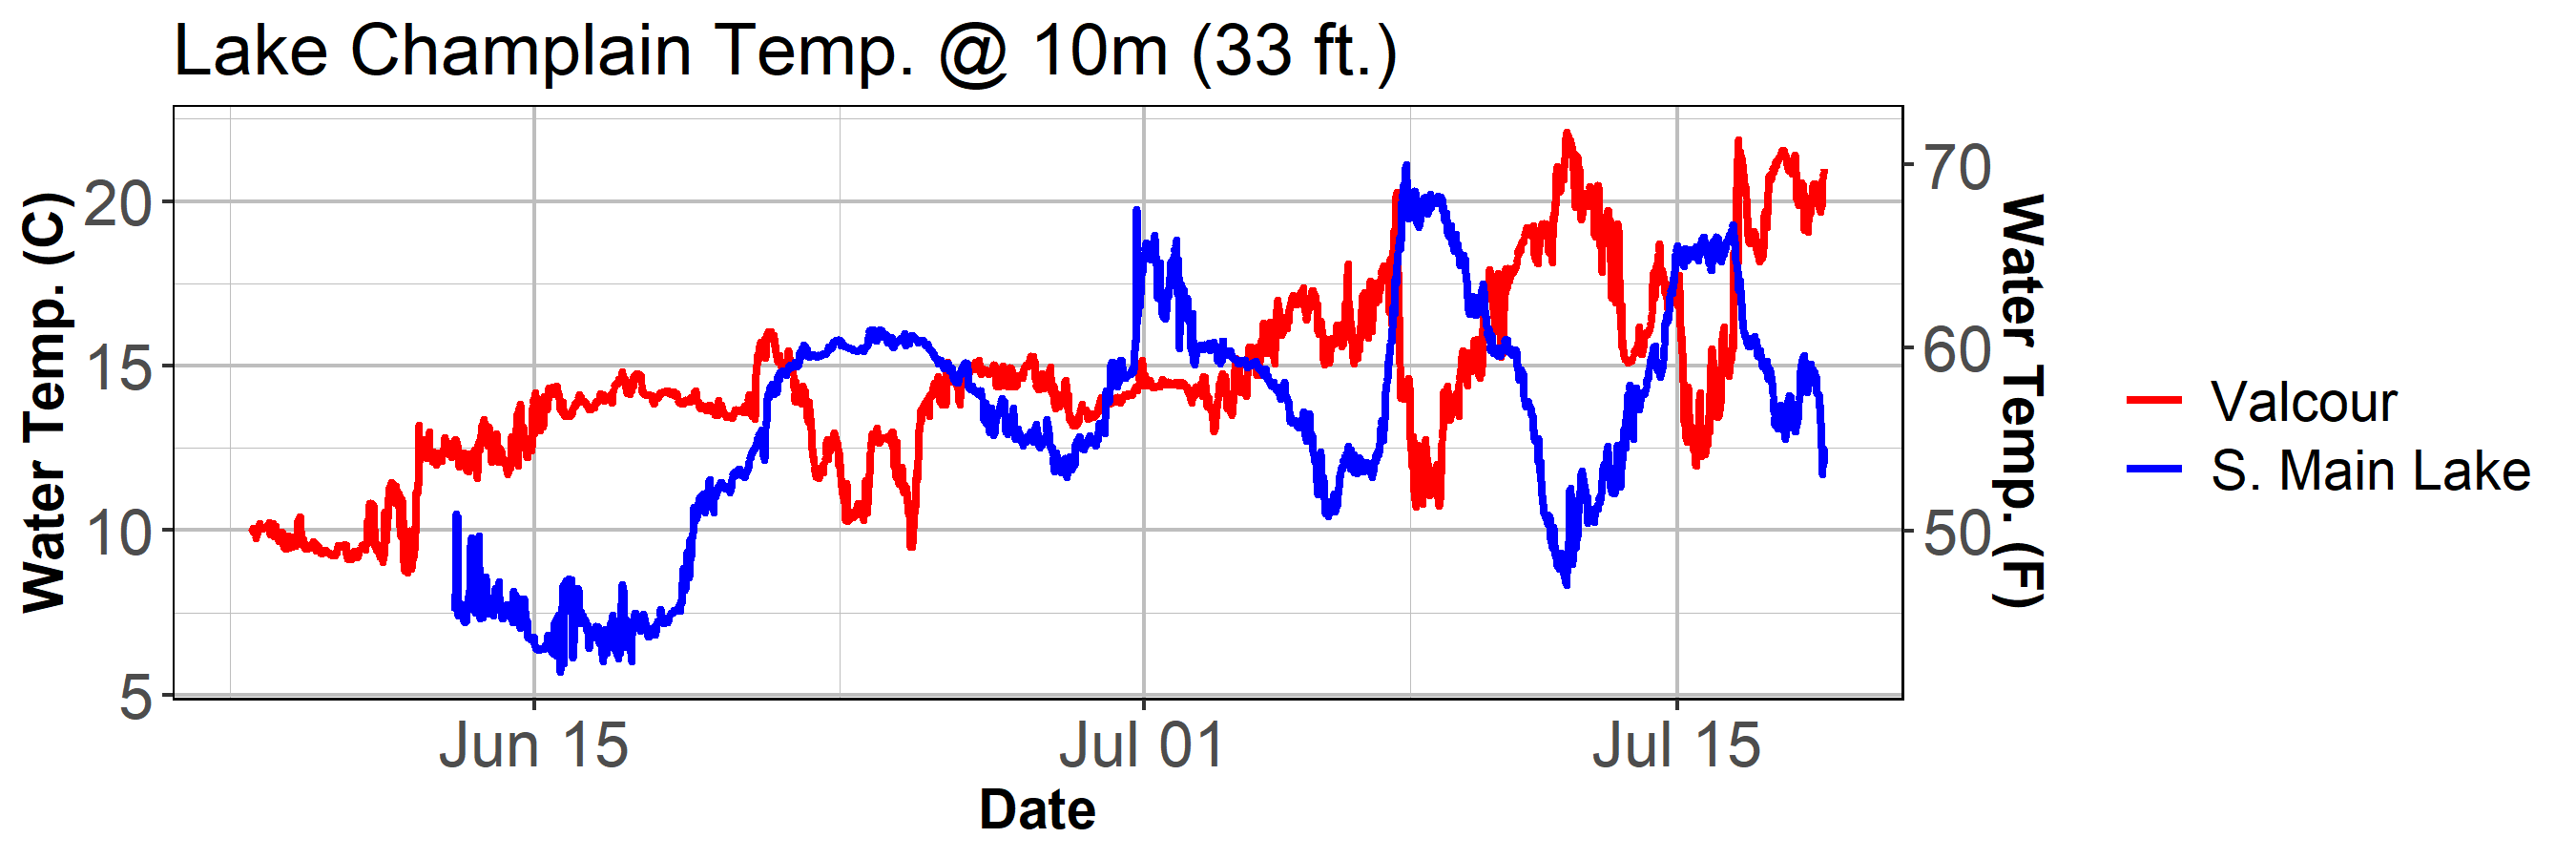 Lake Champlain Temp. @ 10m (33 ft.)
Water Temp. (C)
20
15
10
5
70
60
50
Water Temp. (F)
Jun 15
Jul 01
Jul 15
Date
Valcour
S. Main Lake